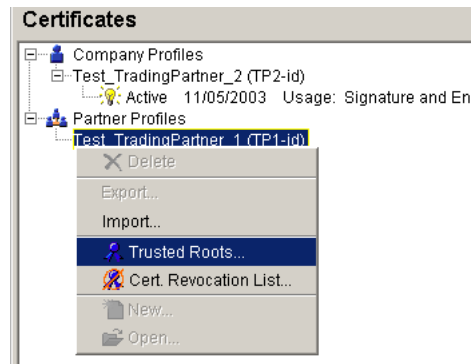 Certificates
Company Profiles
Test_TradingPartner_2 (TP2-id)
Active 11/05/2003 Usage: Signature and En
Partner Profiles
Test_TradingPartner_1 (TP1-id)
Delete
Export...
Import...
Trusted Roots...
Cert. Revocation List...
New...
Open...